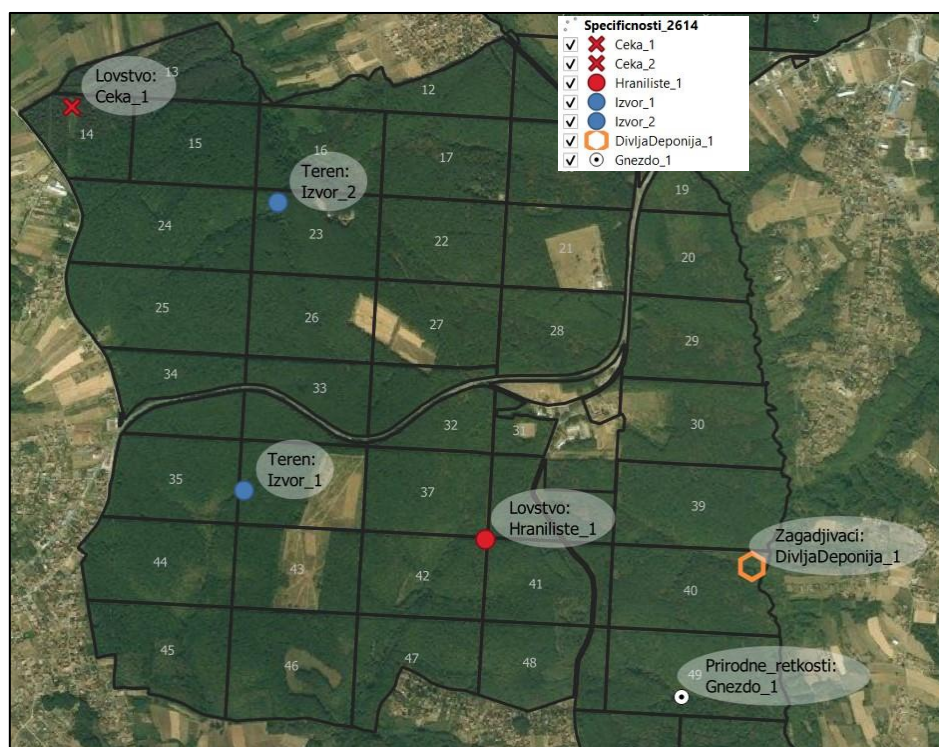 Specificnosti_2614
Ceka_1
Ceka_2
Hraniliste_1
Izvor_1
Izvor_2
DivljaDeponija_1
Gnezdo_1
9
Lovstvo:
Ceka_1
13
12
14
15
16
17
Teren:
Izvor_2
19
24
23
22
21
20
25
26
27
28
29
34
33
32
31
30
Teren:
Izvor_1
35
37
39
Lovstvo:
Hraniliste_1
Zagadjivaci:
DivljaDeponija_1
44
43
42
41
40
45
46
47
48
49
Prirodne_retkosti:
Gnezdo_1